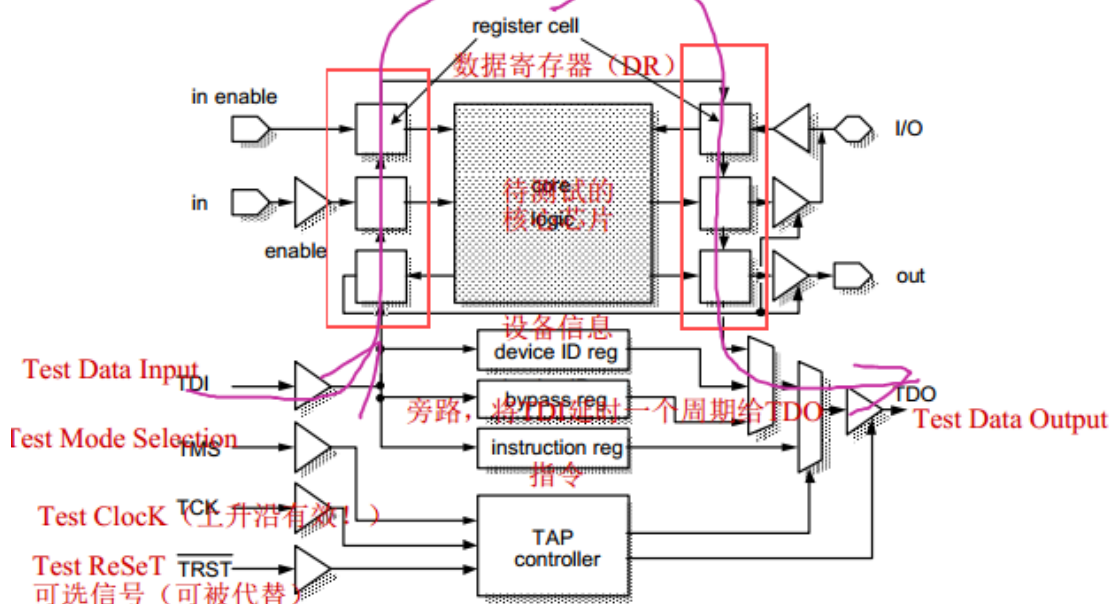 register cell
数据寄存器（DR）
in enable
I/O
in
core
logic
待测试的
核心芯片
enable
out
设备信息
device ID reg
Test Data Input
TDI
bypass reg
旁路，将TDI延时一个周期给TDO
TDO
Test Data Output
Test Mode Selection
TMS
instruction reg
指令
TCK
Test ClocK（上升沿有效！）
TAP
controller
Test ReSeT
TRST
可选信号（可被代替）